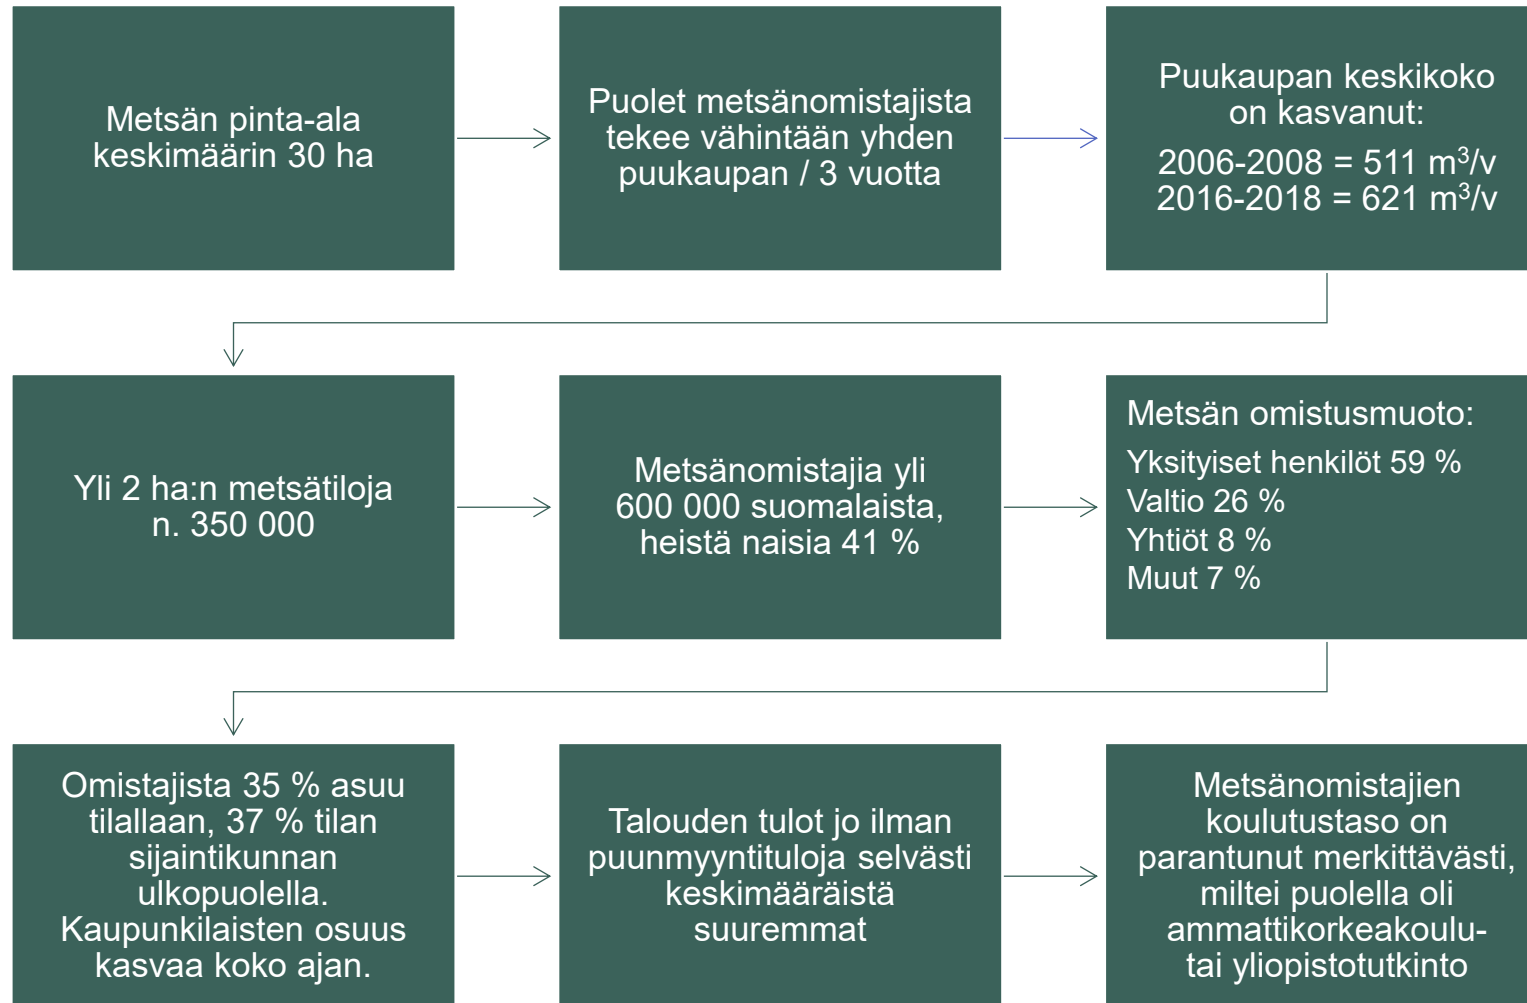 Metsän pinta-ala
keskimäärin 30 ha
Puolet metsänomistajista
tekee vähintään yhden
puukaupan / 3 vuotta
Puukaupan keskikoko
on kasvanut:
2006-2008 = 511 m³/v
2016-2018 = 621 m³/v
Yli 2 ha:n metsätiloja
n. 350 000
Metsänomistajia yli
600 000 suomalaista,
heistä naisia 41 %
Metsän omistusmuoto:
Yksityiset henkilöt 59 %
Valtio 26 %
Yhtiöt 8 %
Muut 7 %
Omistajista 35 % asuu
tilallaan, 37 % tilan
sijaintikunnan
ulkopuolella.
Kaupunkilaisten osuus
kasvaa koko ajan.
Talouden tulot jo ilman
puunmyyntituloja selvästi
keskimääräistä
suuremmat
Metsänomistajien
koulutustaso on
parantunut merkittävästi,
miltei puolella oli
ammattikorkeakoulu-
tai yliopistotutkinto